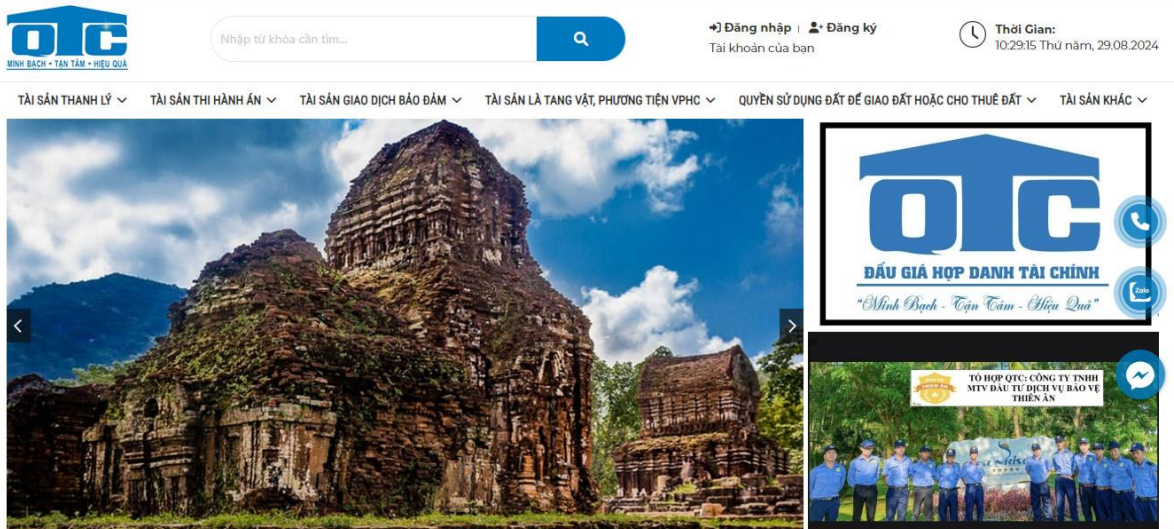 QTC
MINH BẠCH • TẬN TÂM • HIỆU QUẢ
Nhập từ khóa cần tìm...
Đăng nhập | Đăng ký
Tài khoản của bạn
Thời Gian:
10:29:15 Thứ năm, 29.08.2024
TÀI SẢN THANH LÝ
TÀI SẢN THI HÀNH ÁN
TÀI SẢN GIAO DỊCH BẢO ĐẢM
TÀI SẢN LÀ TANG VẬT, PHƯƠNG TIỆN VPHC
QUYỀN SỬ DỤNG ĐẤT ĐỂ GIAO ĐẤT HOẶC CHO THUÊ ĐẤT
TÀI SẢN KHÁC
QTC
ĐẤU GIÁ HỢP DANH TÀI CHÍNH
"Minh Bạch - Tận Tâm - Hiệu Quả"
Zalo
TỔ HỢP QTC: CÔNG TY TNHH
MTV ĐẦU TƯ DỊCH VỤ BẢO VỆ
THIÊN ÂN
THIÊN ÂN